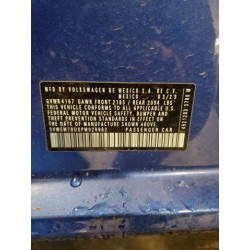 MFD BY VOLKSWAGEN DE MEXICO S.A. DE C.V.
MEXICO 03/23
GVWR 4167 GAWR FRONT 2183 / REAR 2094 LBS
THIS VEHICLE CONFORMS TO ALL APPLICABLE
FEDERAL MOTOR VEHICLE SAFETY, BUMPER
AND THEFT PREVENTION STANDARDS IN EFFECT
ON THE DATE OF MANUFACTURE SHOWN ABOVE
PASSENGER CAR